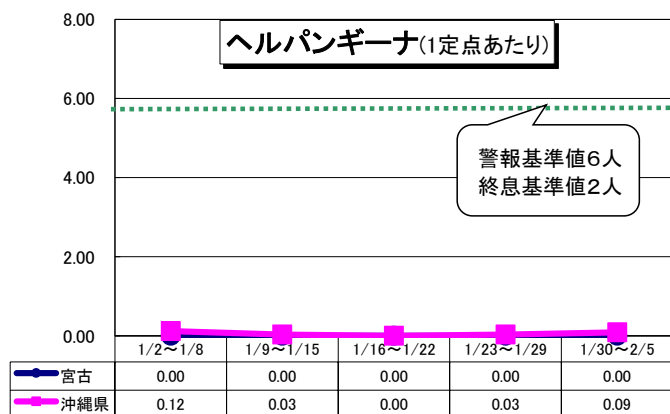 8.00
ヘルパンギーナ(1定点あたり)
6.00
警報基準値6人
終息基準値2人
4.00
2.00
0.00
1/2～1/8 1/9～1/15 1/16～1/22 1/23～1/29 1/30～2/5
宮古 0.00 0.00 0.00 0.00 0.00
沖縄県 0.12 0.03 0.00 0.03 0.09